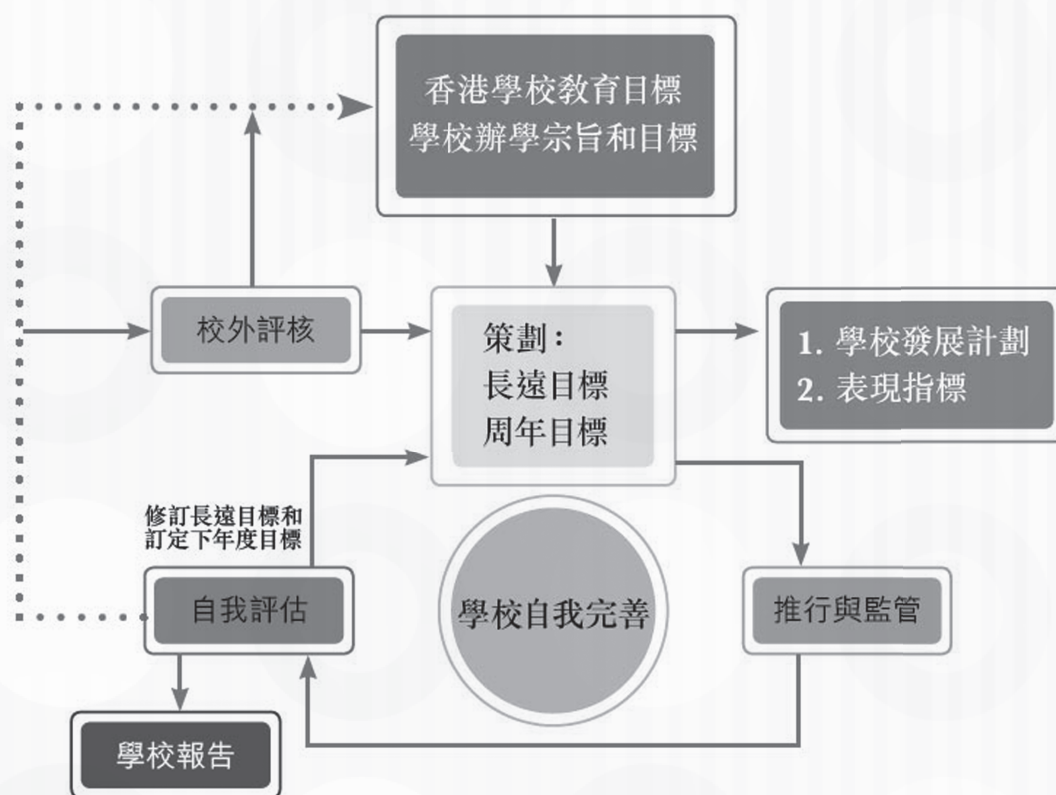 香港學校教育目標
學校辦學宗旨和目標
校外評核
策劃：
長遠目標
周年目標
1. 學校發展計劃
2. 表現指標
修訂長遠目標和
訂定下年度目標
自我評估
學校自我完善
推行與監管
學校報告